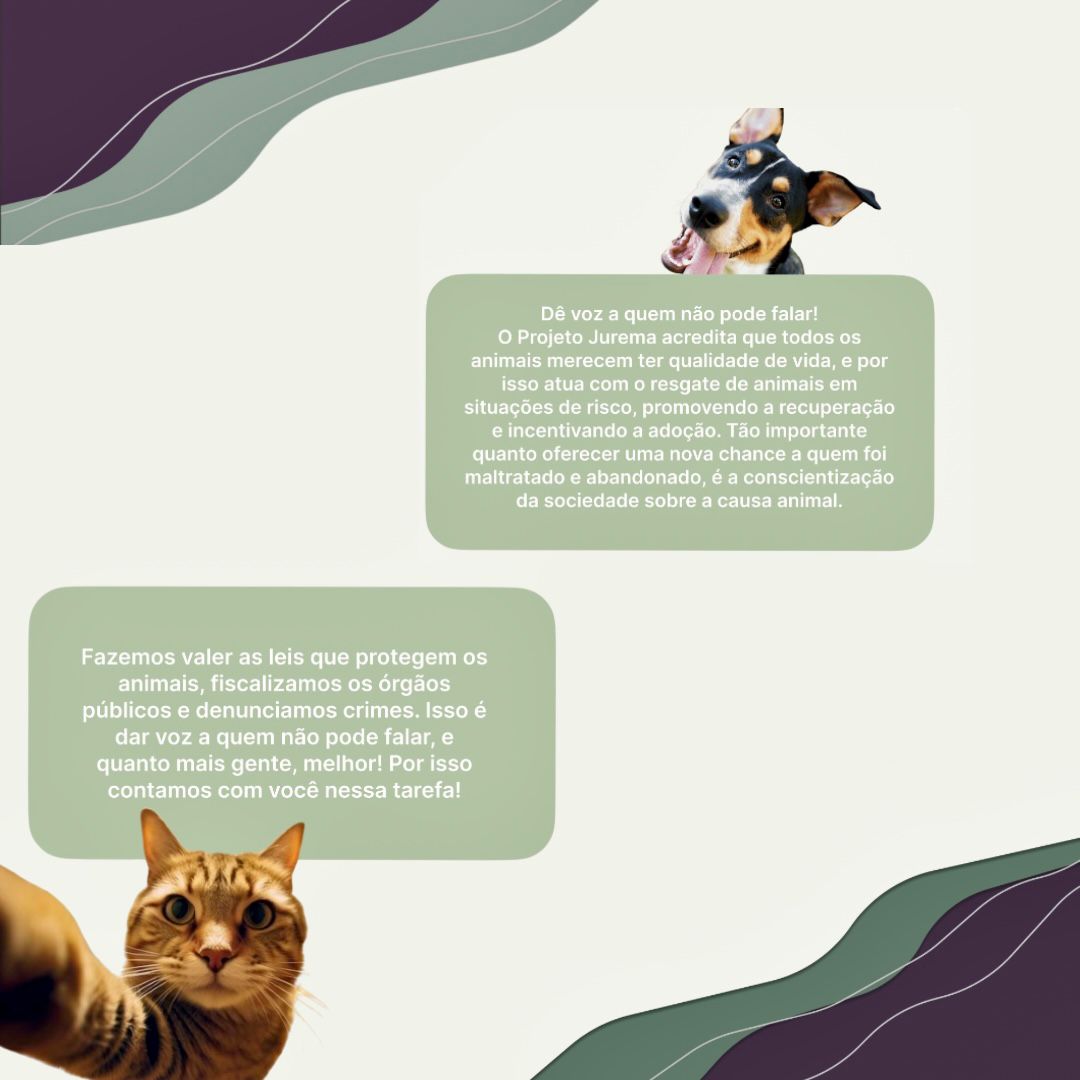 Dê voz a quem não pode falar!
O Projeto Jurema acredita que todos os
animais merecem ter qualidade de vida, e por
isso atua com o resgate de animais em
situações de risco, promovendo a recuperação
e incentivando a adoção. Tão importante
quanto oferecer uma nova chance a quem foi
maltratado e abandonado, é a conscientização
da sociedade sobre a causa animal.
Fazemos valer as leis que protegem os
animais, fiscalizamos os órgãos
públicos e denunciamos crimes. Isso é
dar voz a quem não pode falar, e
quanto mais gente, melhor! Por isso
contamos com você nessa tarefa!